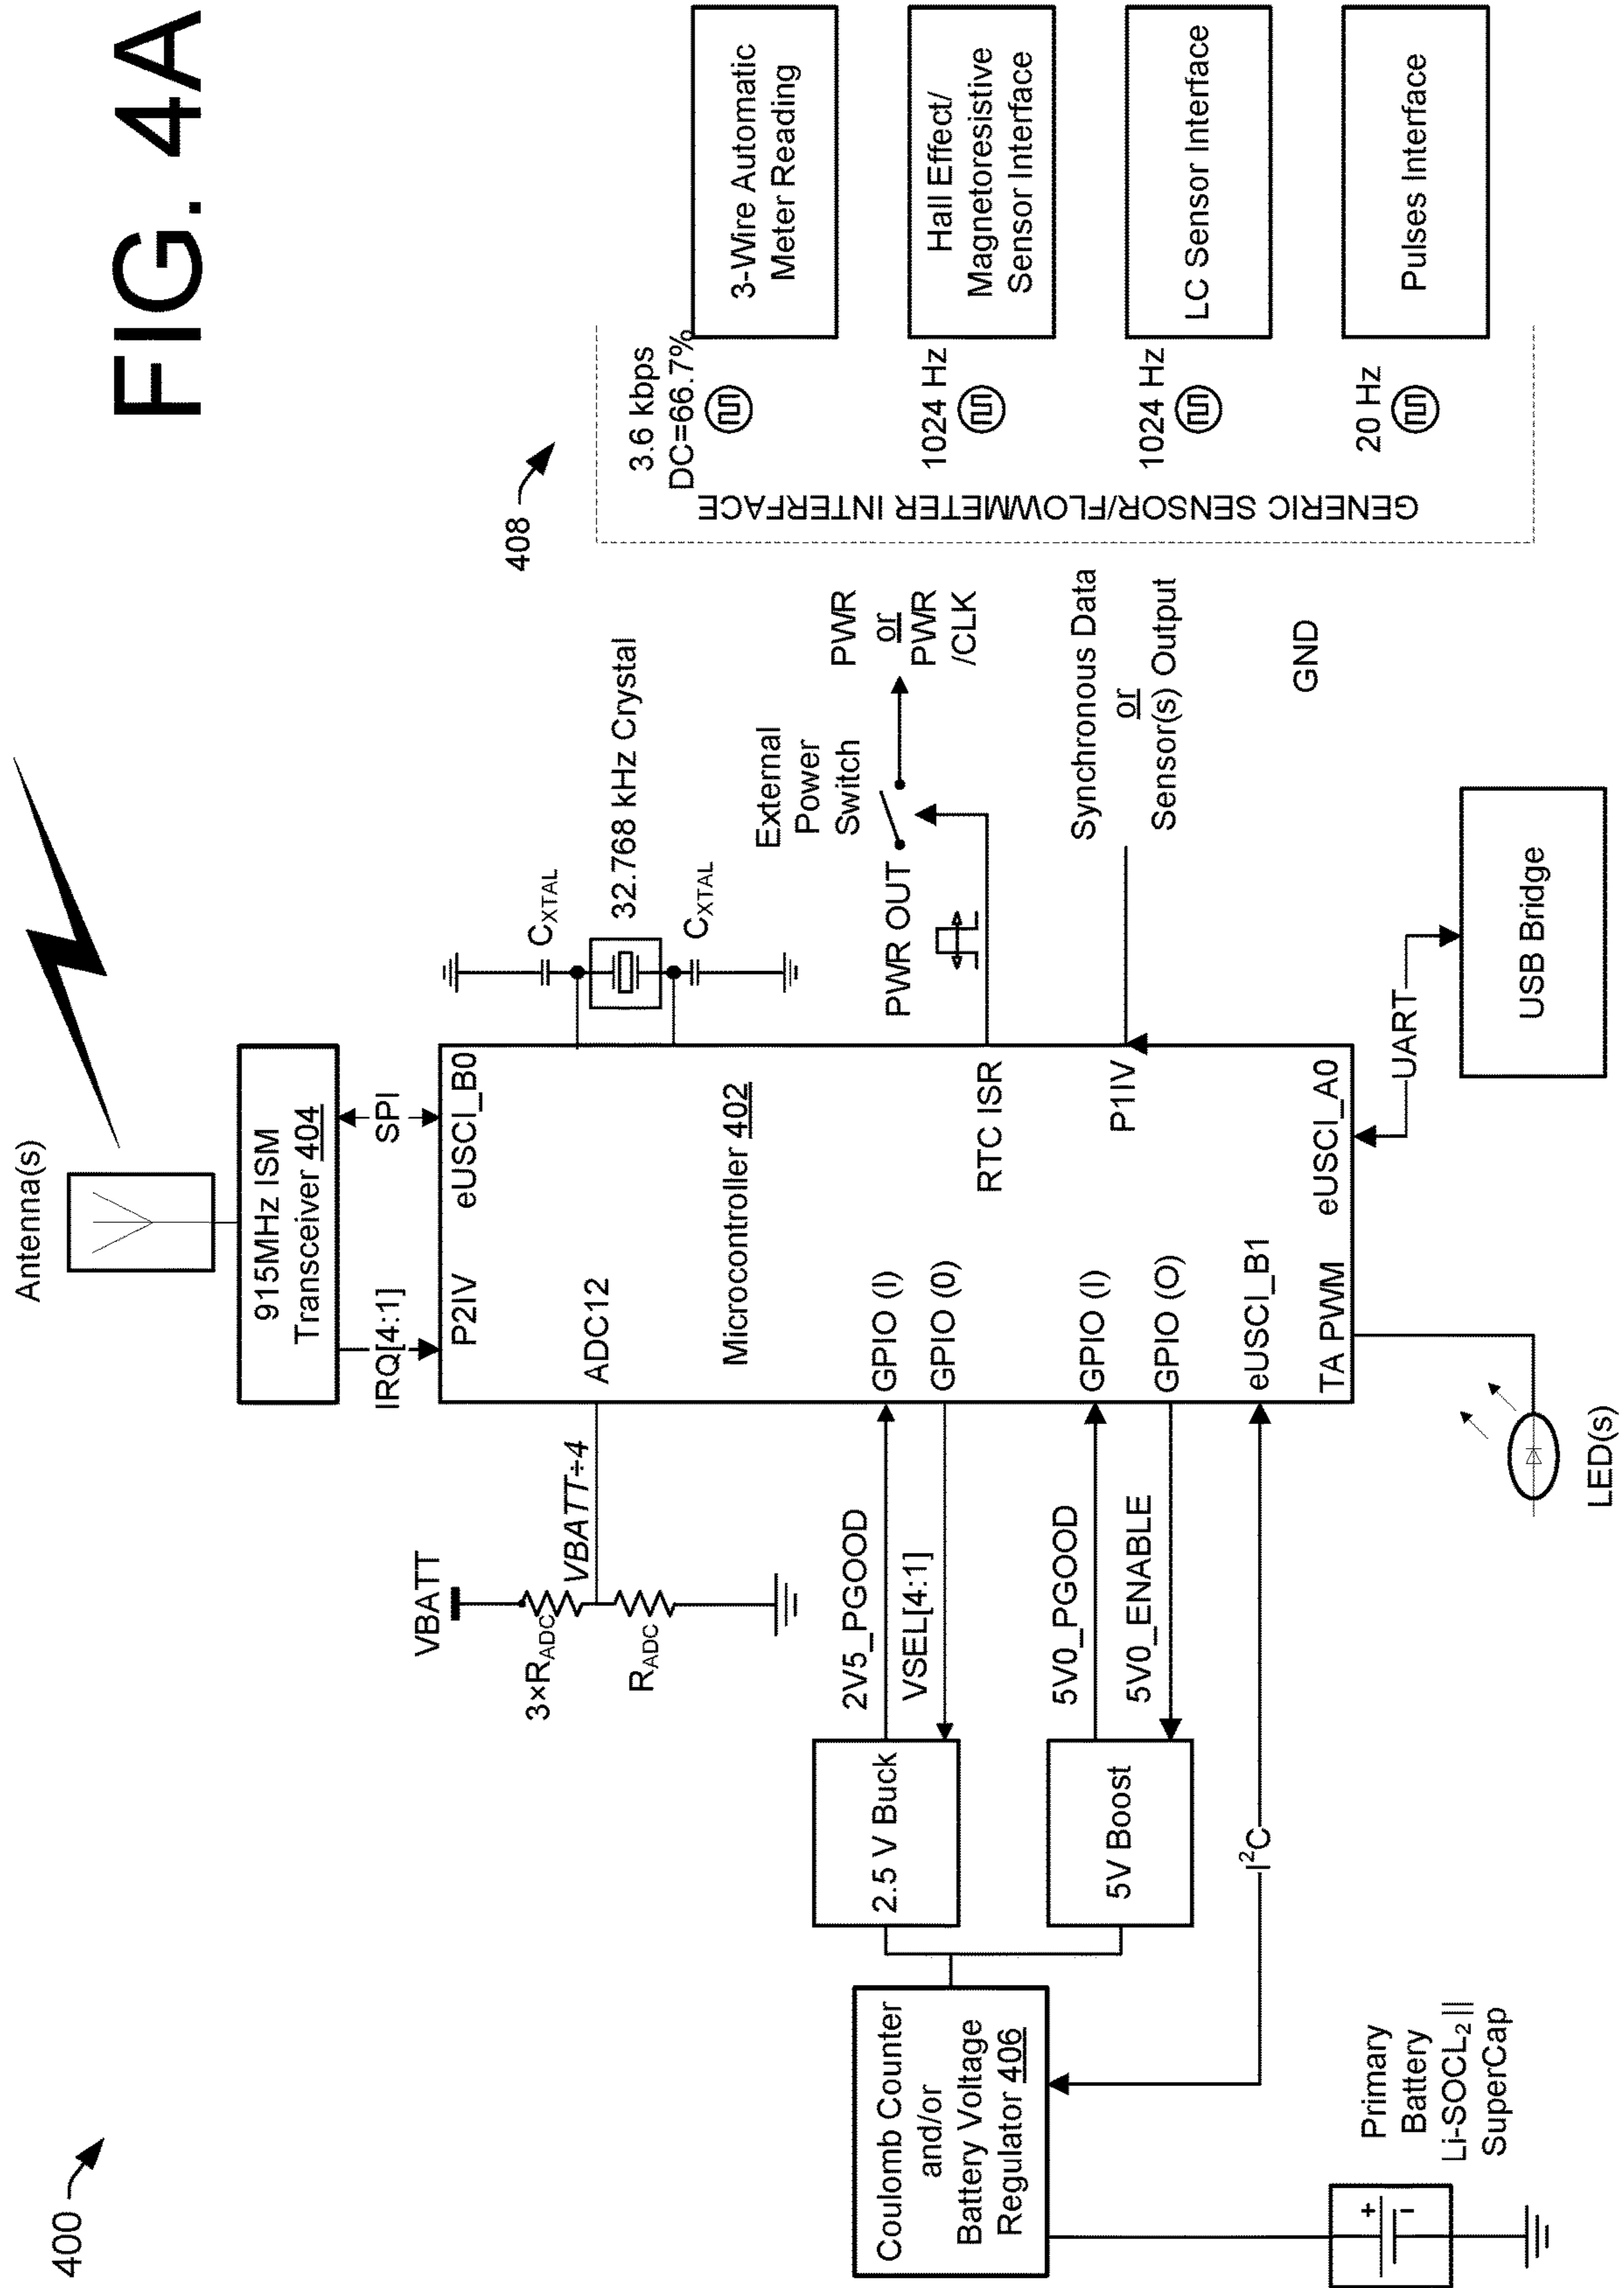 FIG. 4A
400
Antenna(s)
915MHz ISM
Transceiver 404
IRQ[4:1]
SPI
P2IV
eUSCI_B0
ADC12
Microcontroller 402
GPIO (I)
GPIO (0)
GPIO (I)
GPIO (O)
eUSCI_B1
TA PWM
RTC ISR
P1IV
eUSCI_A0
VBATT
3×RADC
RADC
VBATT÷4
2V5_PGOOD
VSEL[4:1]
5V0_PGOOD
5V0_ENABLE
2.5 V Buck
5V Boost
I²C
Coulomb Counter
and/or
Battery Voltage
Regulator 406
+
-
Primary
Battery
Li-SOCL₂ ||
SuperCap
LED(s)
CXTAL
32.768 kHz Crystal
CXTAL
External
Power
Switch
PWR OUT
PWR
or
PWR
/CLK
Synchronous Data
or
Sensor(s) Output
GND
UART
USB Bridge
408
GENERIC SENSOR/FLOWMETER INTERFACE
3.6 kbps
DC=66.7%
3-Wire Automatic
Meter Reading
1024 Hz
Hall Effect/
Magnetoresistive
Sensor Interface
1024 Hz
LC Sensor Interface
20 Hz
Pulses Interface